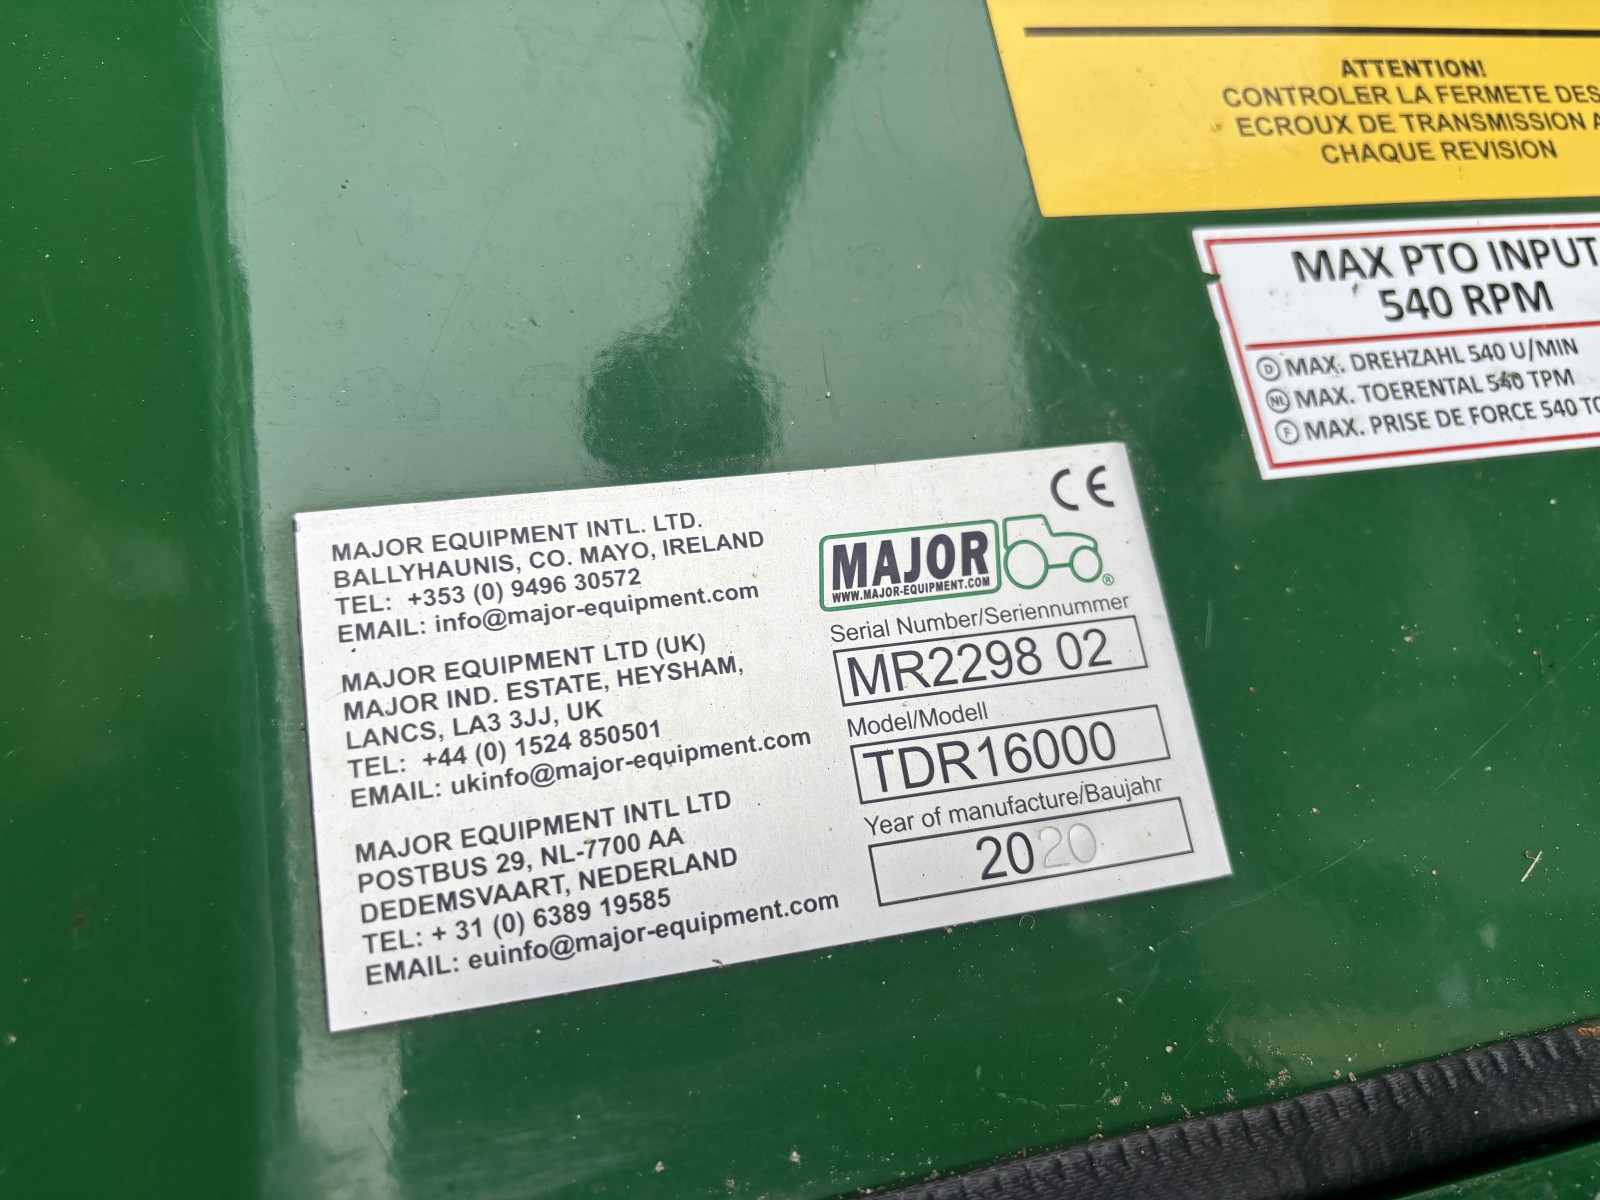 ATTENTION!
CONTROLER LA FERMETE DES
ECROUX DE TRANSMISSION A
CHAQUE REVISION
MAX PTO INPUT
540 RPM
D MAX. DREHZAHL 540 U/MIN
NL MAX. TOERENTAL 540 TPM
F MAX. PRISE DE FORCE 540
MAJOR EQUIPMENT INTL. LTD.
BALLYHAUNIS, CO. MAYO, IRELAND
TEL: +353 (0) 9496 30572
EMAIL: info@major-equipment.com
MAJOR EQUIPMENT LTD (UK)
MAJOR IND. ESTATE, HEYSHAM,
LANCS, LA3 3JJ, UK
TEL: +44 (0) 1524 850501
EMAIL: ukinfo@major-equipment.com
MAJOR EQUIPMENT INTL LTD
POSTBUS 29, NL-7700 AA
DEDEMSVAART, NEDERLAND
TEL: + 31 (0) 6389 19585
EMAIL: euinfo@major-equipment.com
CE
MAJOR
WWW.MAJOR-EQUIPMENT.COM
®
Serial Number/Seriennummer
MR2298 02
Model/Modell
TDR16000
Year of manufacture/Baujahr
2020